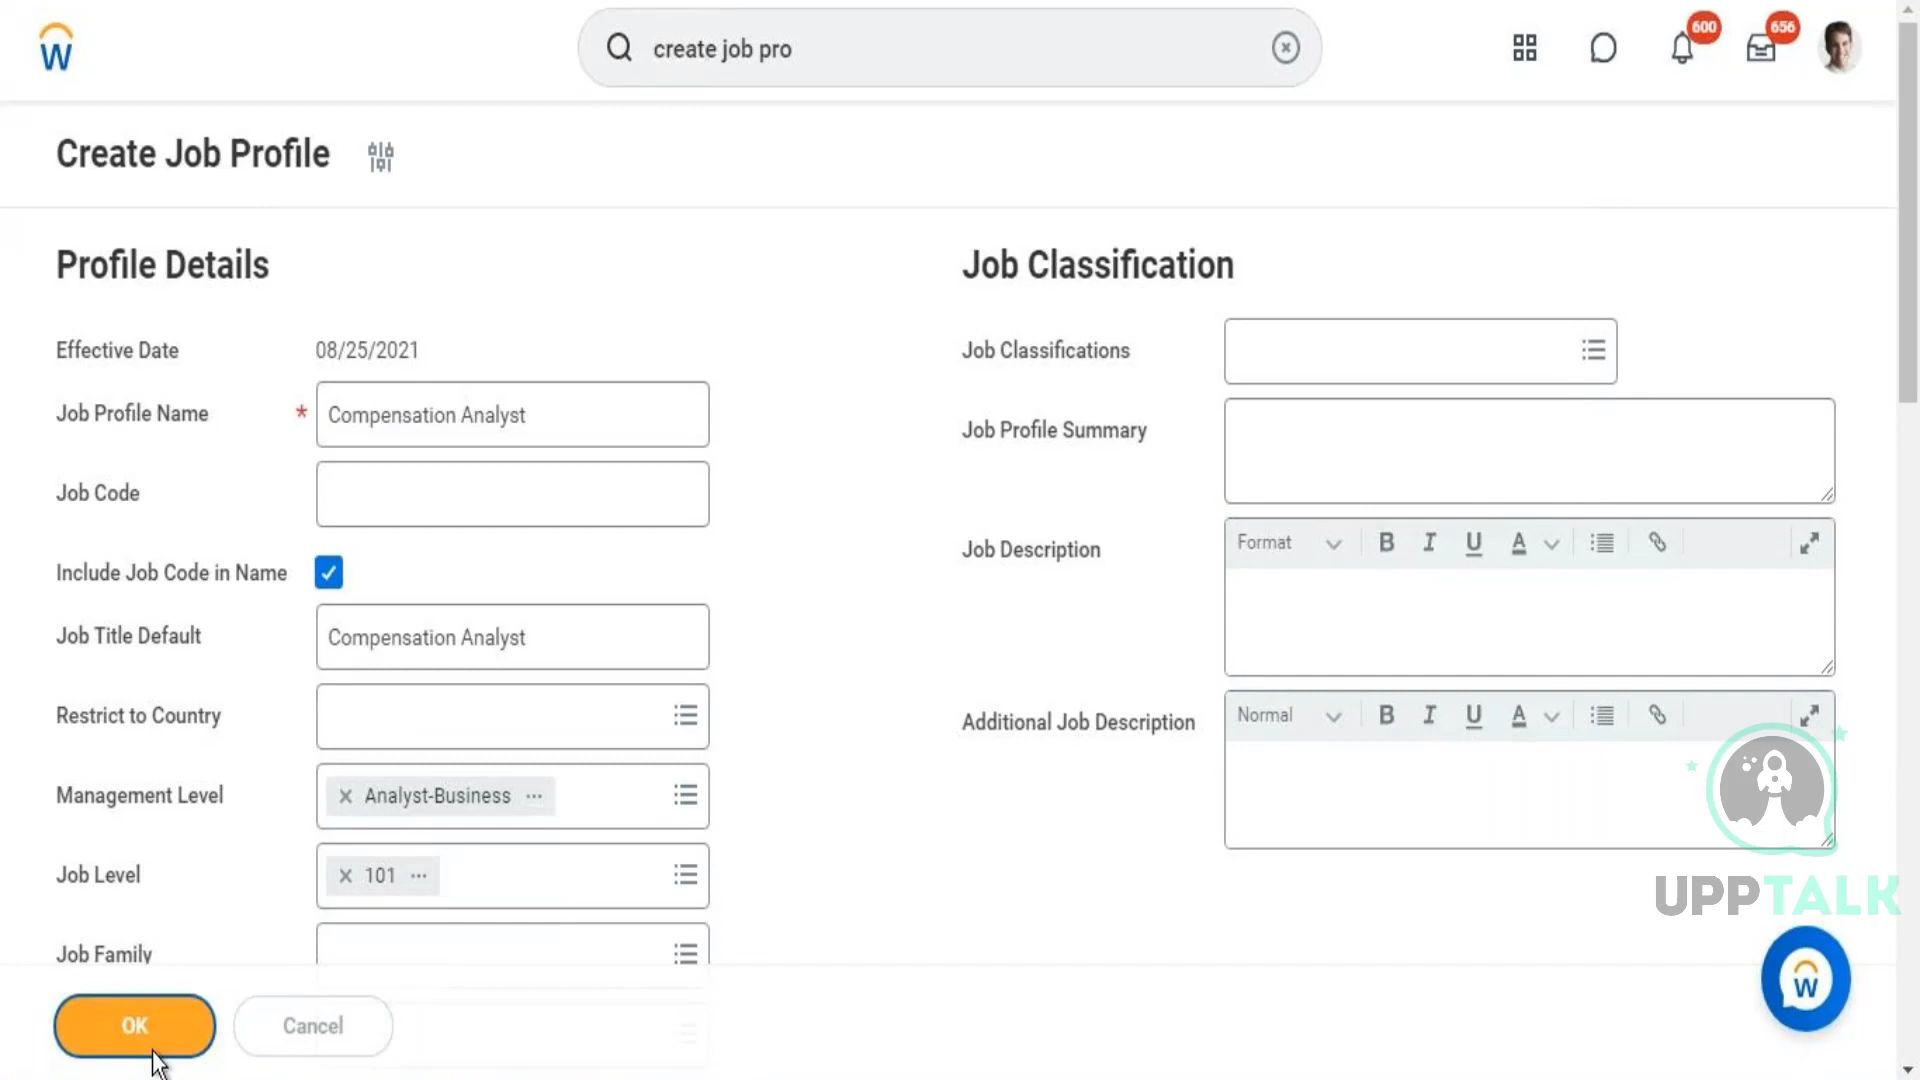 W
create job pro
600
656
Create Job Profile
Profile Details
Effective Date
08/25/2021
Job Profile Name
*
Compensation Analyst
Job Code
Include Job Code in Name
Job Title Default
Compensation Analyst
Restrict to Country
Management Level
Analyst-Business
Job Level
101
Job Family
OK
Cancel
Job Classification
Job Classifications
Job Profile Summary
Job Description
Format
B I U A
Additional Job Description
Normal
B I U A
UPPTALK
W